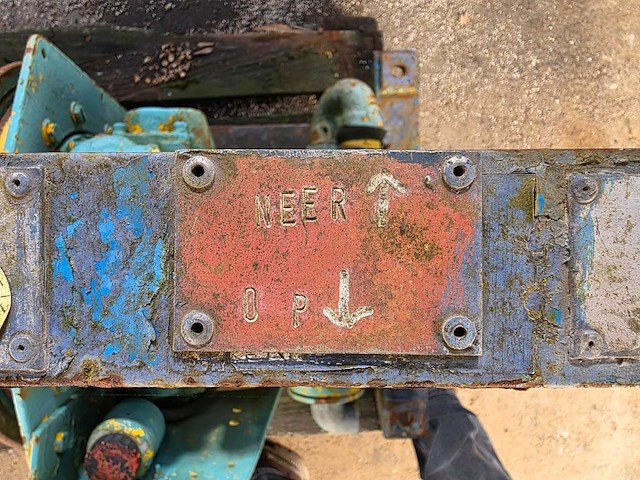 NEER ↑
OP ↓